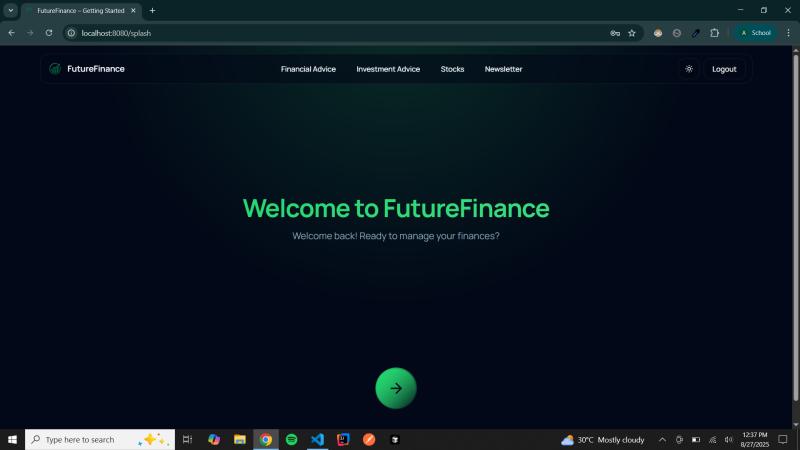 FutureFinance – Getting Started
localhost:8080/splash
A School
FutureFinance
Financial Advice Investment Advice Stocks Newsletter
Logout
Welcome to FutureFinance
Welcome back! Ready to manage your finances?
Type here to search
30°C Mostly cloudy
12:37 PM
8/27/2025